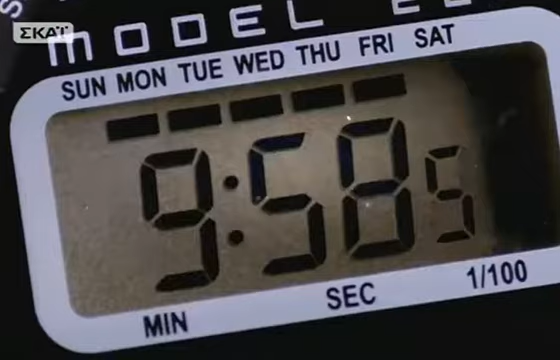 ΣΚΑΪ
MODEL
SUN MON TUE WED THU FRI SAT
9:58 5
MIN SEC 1/100